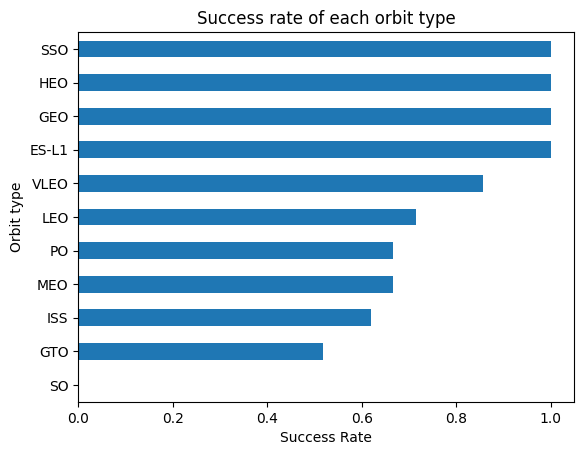 Success rate of each orbit type
Orbit type
SSO
HEO
GEO
ES-L1
VLEO
LEO
PO
MEO
ISS
GTO
SO
0.0 0.2 0.4 0.6 0.8 1.0
Success Rate